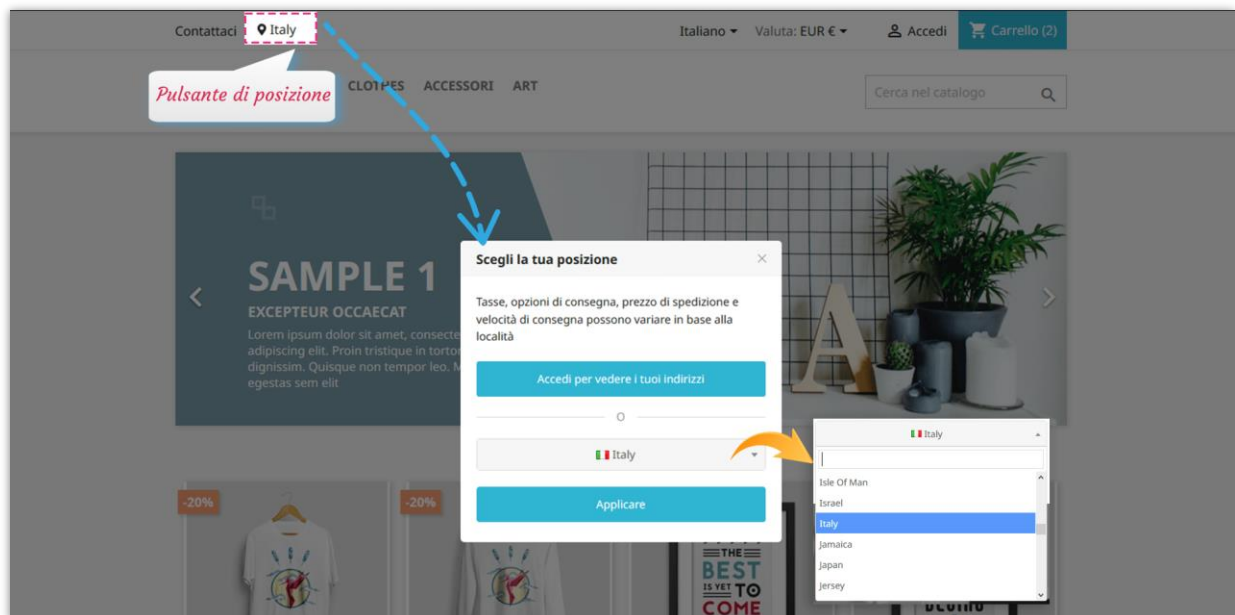 Contattaci
Italy
Italiano
Valuta: EUR €
Accedi
Carrello (2)
Pulsante di posizione
CLOTHES
ACCESSORI
ART
Cerca nel catalogo
SAMPLE 1
EXCEPTEUR OCCAECAT
Lorem ipsum dolor sit amet, consecte
adipiscing elit. Proin tristique in tortor
dignissim. Quisque non tempor leo. M
egestas sem elit
Scegli la tua posizione
Tasse, opzioni di consegna, prezzo di spedizione e
velocità di consegna possono variare in base alla
località
Accedi per vedere i tuoi indirizzi
O
Italy
Applicare
Italy
Isle Of Man
Israel
Italy
Jamaica
Japan
Jersey
A
-20%
-20%
THE
BEST
IS YET TO
COME